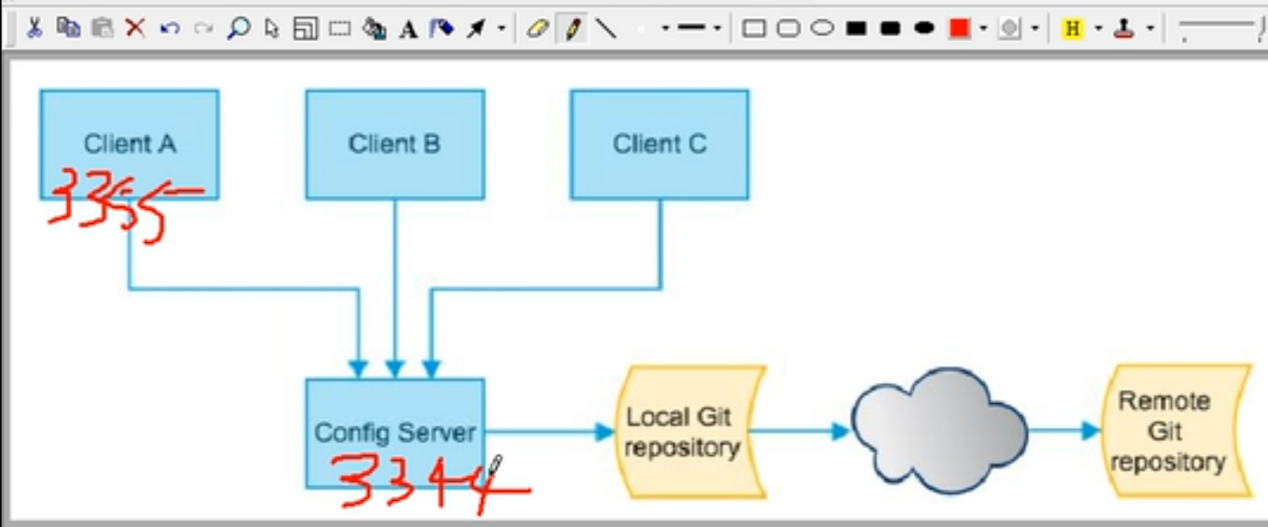 Client A
Client B
Client C
3355
Config Server
3344
Local Git
repository
Remote
Git
repository
A
H